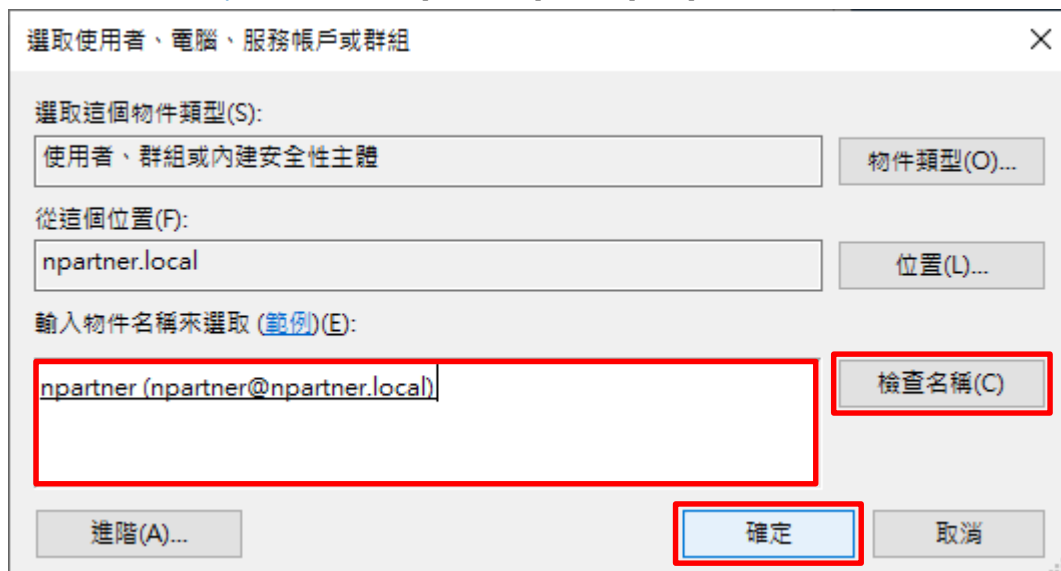 選取使用者、電腦、服務帳戶或群組
選取這個物件類型(S):
使用者、群組或內建安全性主體
物件類型(O)...
從這個位置(F):
npartner.local
位置(L)...
輸入物件名稱來選取 (範例)(E):
npartner (npartner@npartner.local)
檢查名稱(C)
進階(A)...
確定
取消